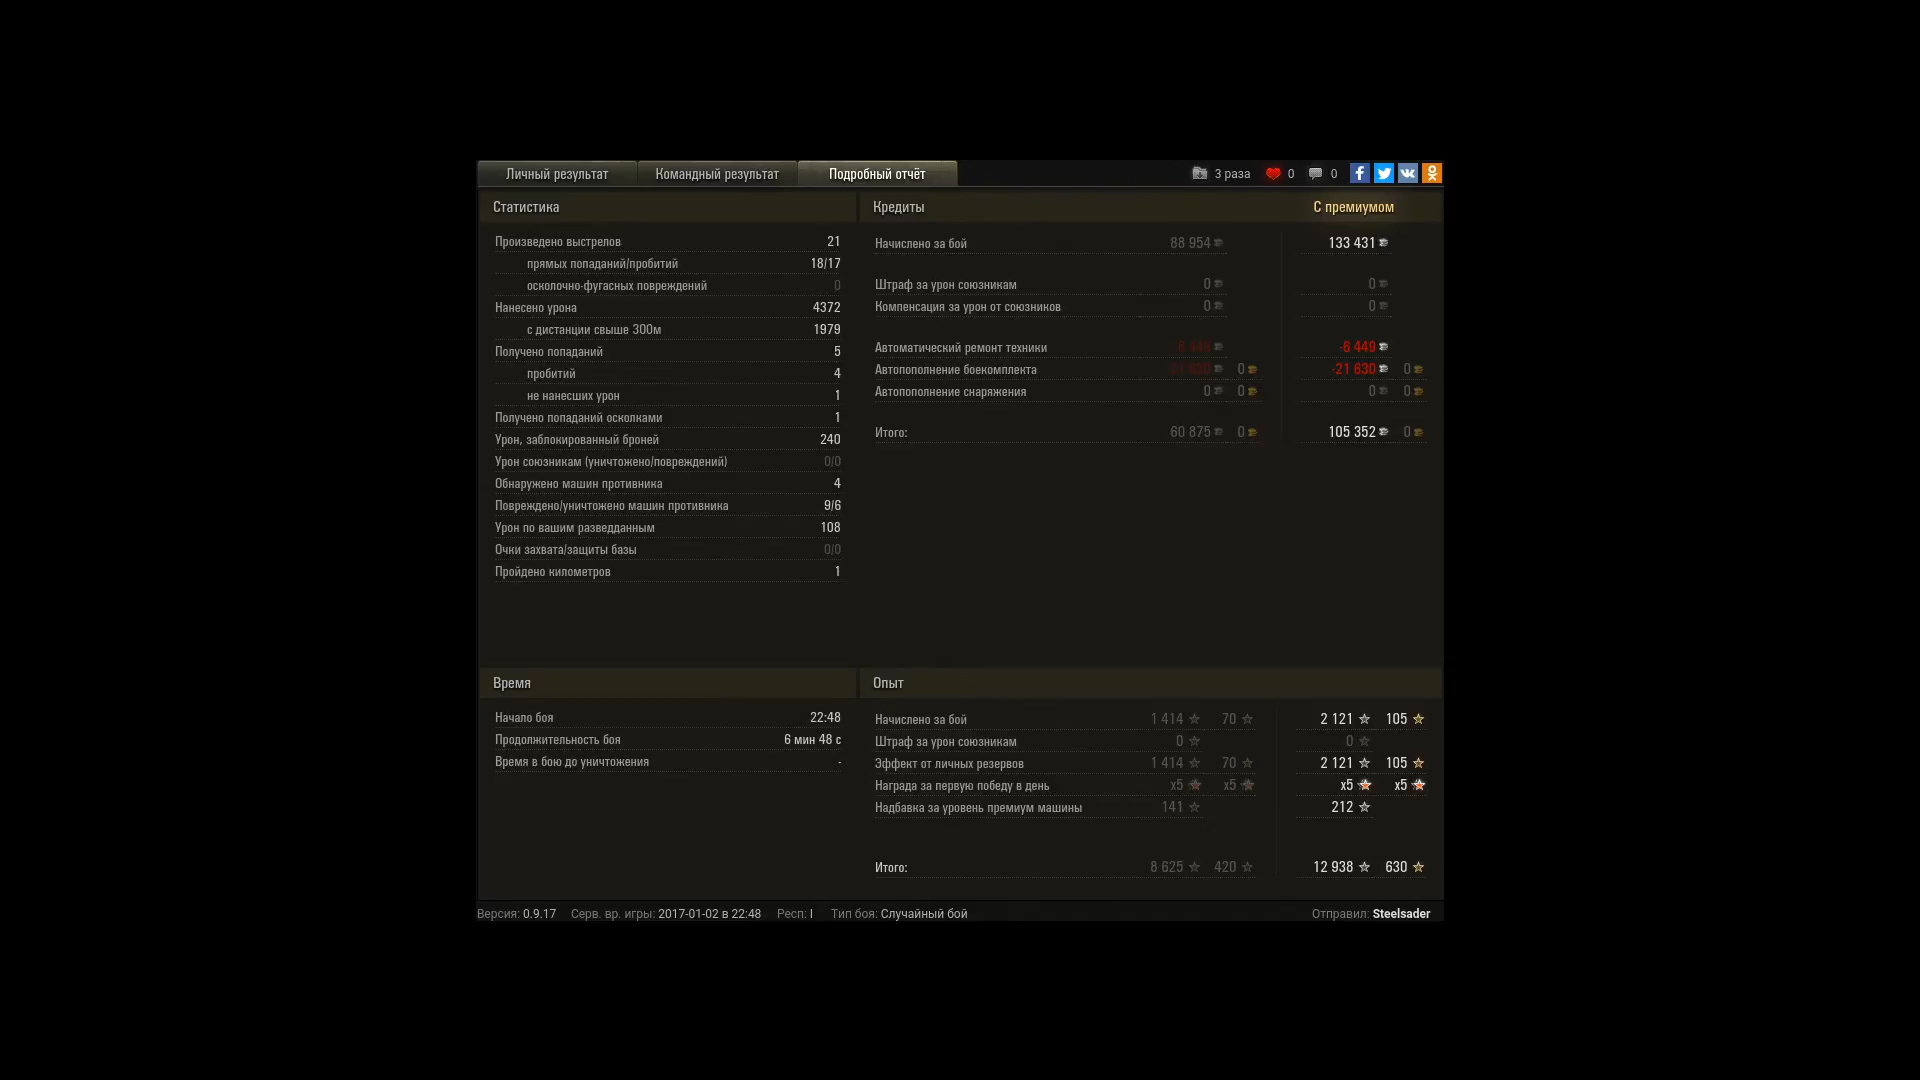 Личный результат Командный результат Подробный отчёт 3 раза 0 0
Статистика
Произведено выстрелов 21
прямых попаданий/пробитий 18/17
осколочно-фугасных повреждений 0
Нанесено урона 4372
с дистанции свыше 300м 1979
Получено попаданий 5
пробитий 4
не нанесших урон 1
Получено попаданий осколками 1
Урон, заблокированный броней 240
Урон союзникам (уничтожено/повреждений) 0/0
Обнаружено машин противника 4
Повреждено/уничтожено машин противника 9/6
Урон по вашим разведданным 108
Очки захвата/защиты базы 0/0
Пройдено километров 1
Кредиты С премиумом
Начислено за бой 88 954 133 431
Штраф за урон союзникам 0 0
Компенсация за урон от союзников 0 0
Автоматический ремонт техники -6 449 -6 449
Автопополнение боекомплекта -21 630 0 -21 630 0
Автопополнение снаряжения 0 0 0 0
Итого: 60 875 0 105 352 0
Время
Начало боя 22:48
Продолжительность боя 6 мин 48 с
Время в бою до уничтожения -
Опыт
Начислено за бой 1 414 70 2 121 105
Штраф за урон союзникам 0 0
Эффект от личных резервов 1 414 70 2 121 105
Награда за первую победу в день x5 x5 x5 x5
Надбавка за уровень премиум машины 141 212
Итого: 8 625 420 12 938 630
Версия: 0.9.17 Серв. вр. игры: 2017-01-02 в 22:48 Респ: I Тип боя: Случайный бой Отправил: Steelsader